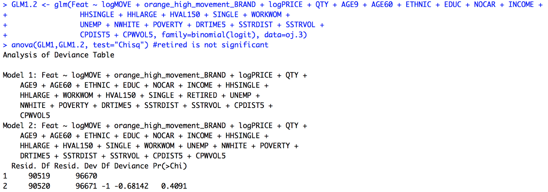 > GLM1.2 <- glm(Feat ~ logMOVE + orange_high_movement_BRAND + logPRICE + QTY + AGE9 + AGE60 + ETHNIC + EDUC + NOCAR + INCOME +
+ HHSINGLE + HHLARGE + HVAL150 + SINGLE + WORKWOM +
+ UNEMP + NWHITE + POVERTY + DRTIME5 + SSTRDIST + SSTRVOL +
+ CPDIST5 + CPWVOL5, family=binomial(logit), data=oj.3)
> anova(GLM1,GLM1.2, test="Chisq") #retired is not significant
Analysis of Deviance Table
Model 1: Feat ~ logMOVE + orange_high_movement_BRAND + logPRICE + QTY +
AGE9 + AGE60 + ETHNIC + EDUC + NOCAR + INCOME + HHSINGLE +
HHLARGE + WORKWOM + HVAL150 + SINGLE + RETIRED + UNEMP +
NWHITE + POVERTY + DRTIME5 + SSTRDIST + SSTRVOL + CPDIST5 +
CPWVOL5
Model 2: Feat ~ logMOVE + orange_high_movement_BRAND + logPRICE + QTY +
AGE9 + AGE60 + ETHNIC + EDUC + NOCAR + INCOME + HHSINGLE +
HHLARGE + HVAL150 + SINGLE + WORKWOM + UNEMP + NWHITE + POVERTY +
DRTIME5 + SSTRDIST + SSTRVOL + CPDIST5 + CPWVOL5
Resid. Df Resid. Dev Df Deviance Pr(>Chi)
1 90519 96670
2 90520 96671 -1 -0.68142 0.4091